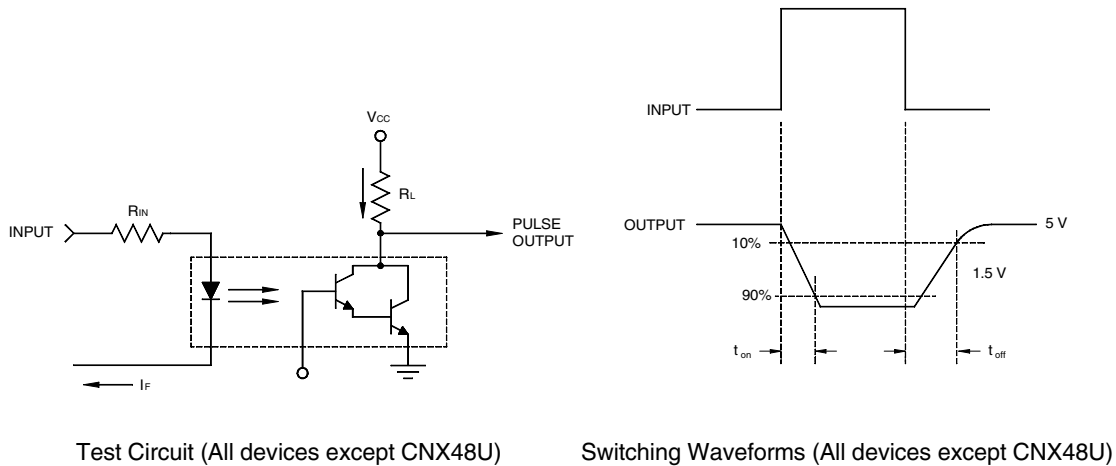 VCC
RL
RIN
INPUT
PULSE
OUTPUT
IF
Test Circuit (All devices except CNX48U)
INPUT
OUTPUT
5 V
10%
1.5 V
90%
ton
toff
Switching Waveforms (All devices except CNX48U)